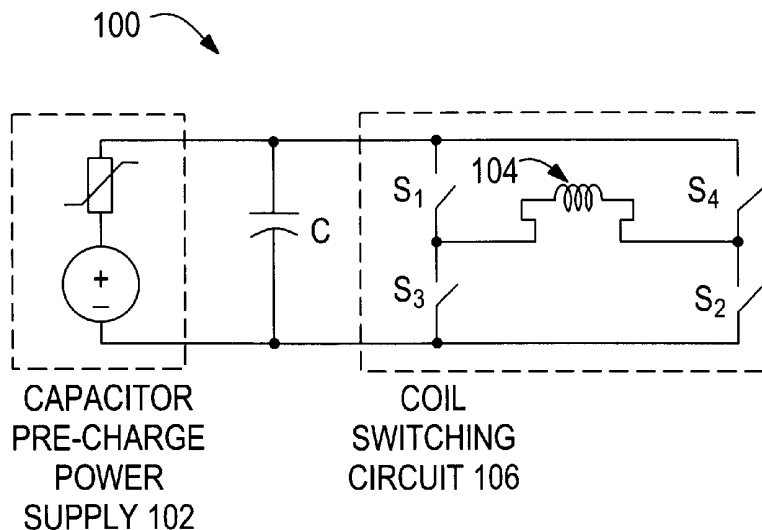 100
104
S1
S4
C
S3
S2
+
−
CAPACITOR
PRE-CHARGE
POWER
SUPPLY 102
COIL
SWITCHING
CIRCUIT 106